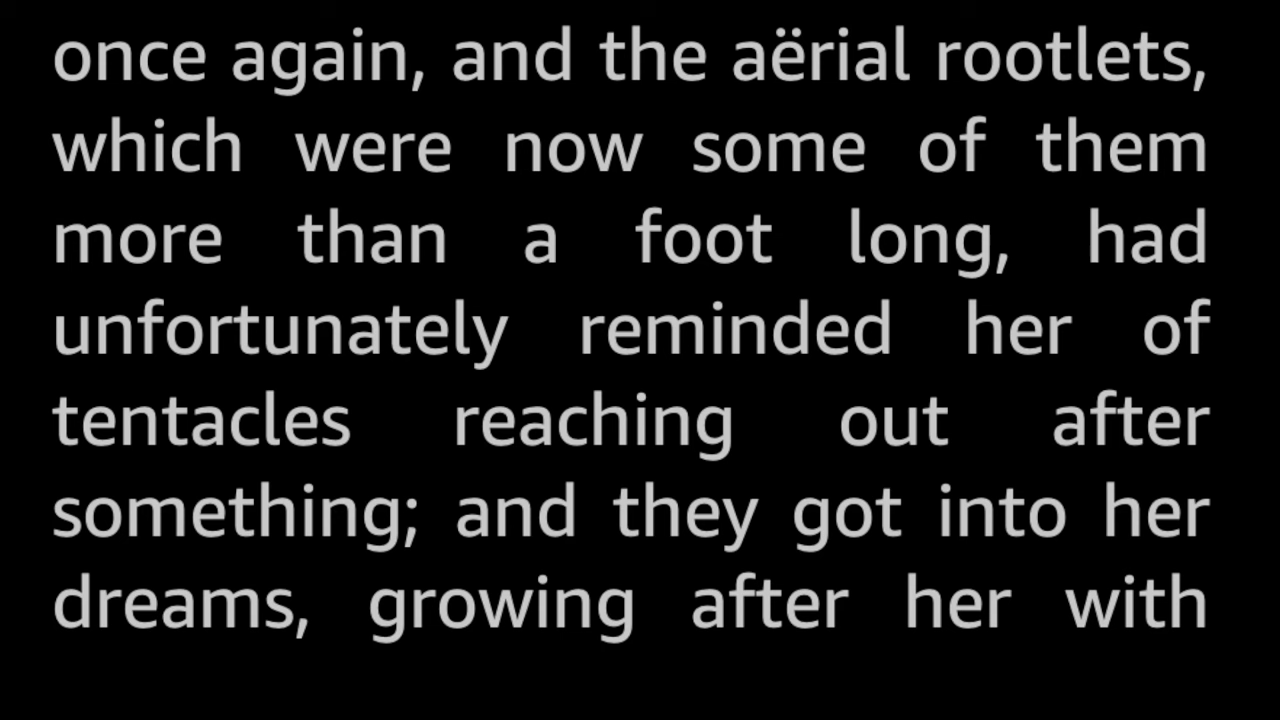 once again, and the aërial rootlets,
which were now some of them
more than a foot long, had
unfortunately reminded her of
tentacles reaching out after
something; and they got into her
dreams, growing after her with